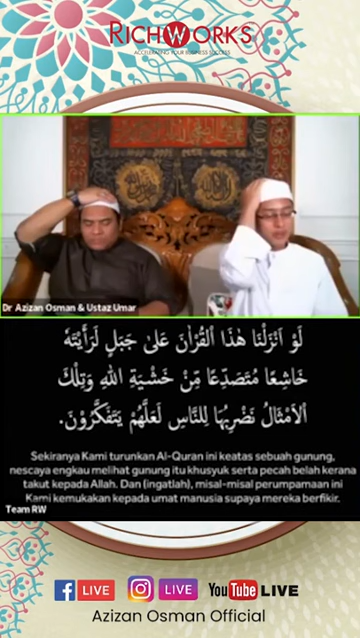 RICHWORKS
ACCELERATING YOUR BUSINESS SUCCESS
Dr Azizan Osman & Ustaz Umar
لَوْ اَنْزَلْنَا هٰذَا الْقُرْاٰنَ عَلٰى جَبَلٍ لَرَاَيْتَهٗ
خَاشِعًا مُتَصَدِّعًا مِنْ خَشْيَةِ اللهِ وَتِلْكَ
الْاَمْثَالُ نَضْرِبُهَا لِلنَّاسِ لَعَلَّهُمْ يَتَفَكَّرُوْنَ.
Sekiranya Kami turunkan Al-Quran ini keatas sebuah gunung,
nescaya engkau melihat gunung itu khusyuk serta pecah belah kerana
takut kepada Allah. Dan (ingatlah), misal-misal perumpamaan ini
Kami kemukakan kepada umat manusia supaya mereka berfikir.
Team RW
LIVE LIVE YouTube LIVE
Azizan Osman Official